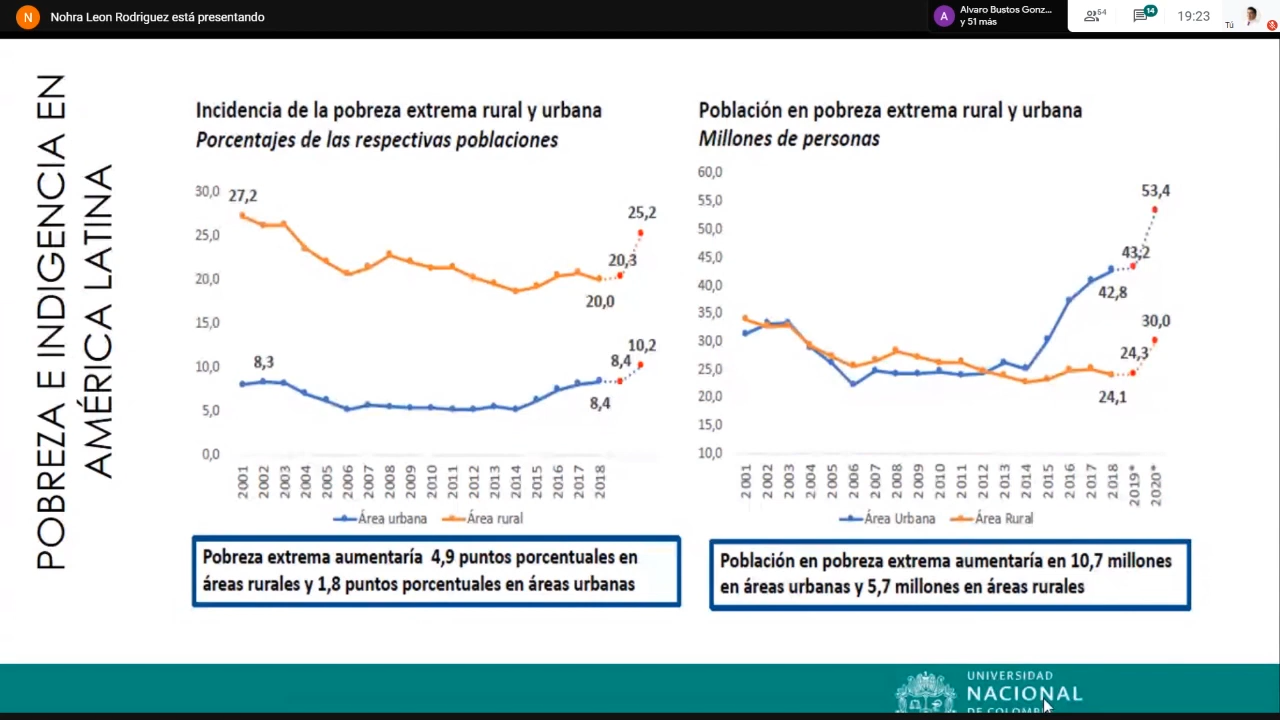 N Nohra Leon Rodriguez está presentando
A Alvaro Bustos Gonz...
y 51 más
54
14
19:23
Tú
POBREZA E INDIGENCIA EN
AMÉRICA LATINA
Incidencia de la pobreza extrema rural y urbana
Porcentajes de las respectivas poblaciones
30,0
25,0
20,0
15,0
10,0
5,0
0,0
27,2
25,2
20,3
20,0
8,3
10,2
8,4
8,4
2001 2002 2003 2004 2005 2006 2007 2008 2009 2010 2011 2012 2013 2014 2015 2016 2017 2018
Área urbana Área rural
Pobreza extrema aumentaría 4,9 puntos porcentuales en
áreas rurales y 1,8 puntos porcentuales en áreas urbanas
Población en pobreza extrema rural y urbana
Millones de personas
60,0
55,0
50,0
45,0
40,0
35,0
30,0
25,0
20,0
15,0
10,0
53,4
43,2
42,8
30,0
24,3
24,1
2001 2002 2003 2004 2005 2006 2007 2008 2009 2010 2011 2012 2013 2014 2015 2016 2017 2018 2019* 2020*
Área Urbana Área Rural
Población en pobreza extrema aumentaría en 10,7 millones
en áreas urbanas y 5,7 millones en áreas rurales
UNIVERSIDAD
NACIONAL
DE COLOMBIA